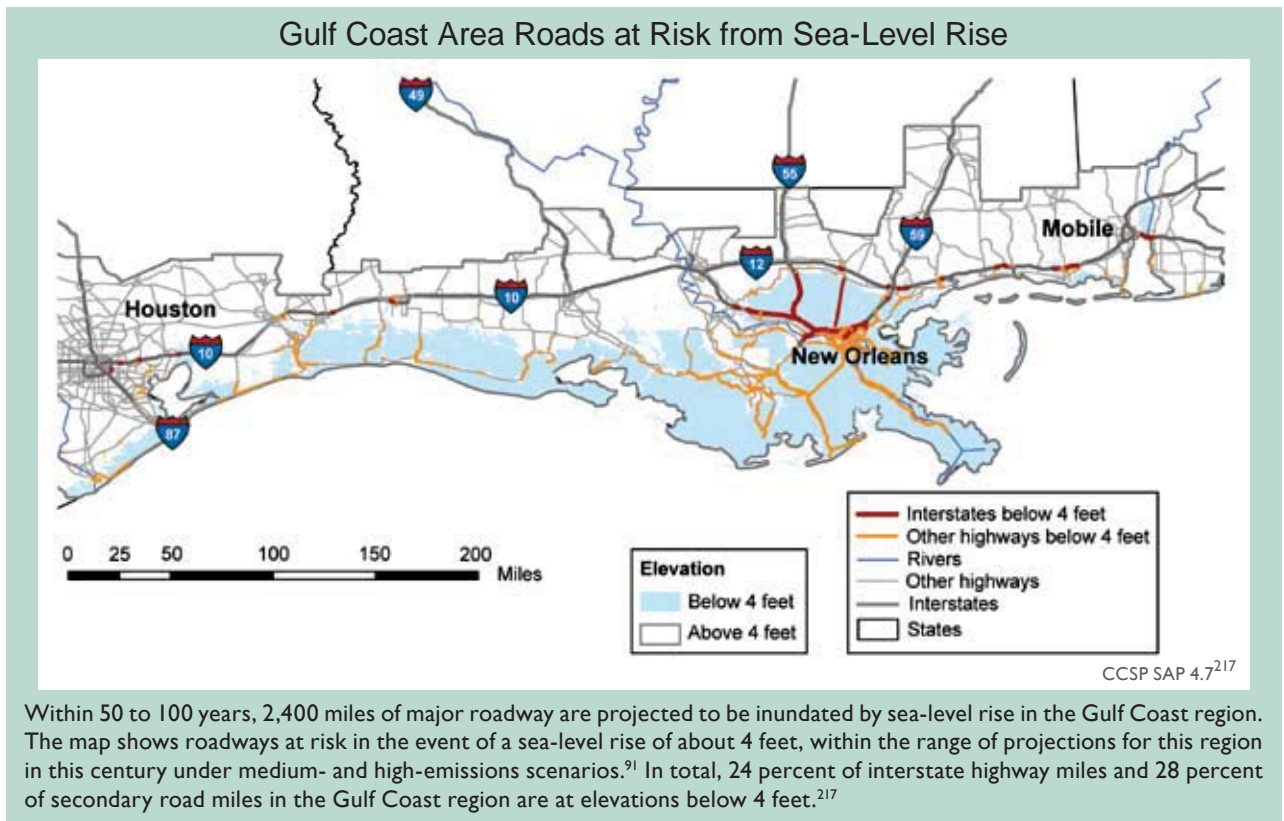 Gulf Coast Area Roads at Risk from Sea-Level Rise
49
55
59
Mobile
12
10
Houston
10
New Orleans
87
0 25 50 100 150 200
Miles
Elevation
Below 4 feet
Above 4 feet
Interstates below 4 feet
Other highways below 4 feet
Rivers
Other highways
Interstates
States
CCSP SAP 4.7217
Within 50 to 100 years, 2,400 miles of major roadway are projected to be inundated by sea-level rise in the Gulf Coast region.
The map shows roadways at risk in the event of a sea-level rise of about 4 feet, within the range of projections for this region
in this century under medium- and high-emissions scenarios.91 In total, 24 percent of interstate highway miles and 28 percent
of secondary road miles in the Gulf Coast region are at elevations below 4 feet.217